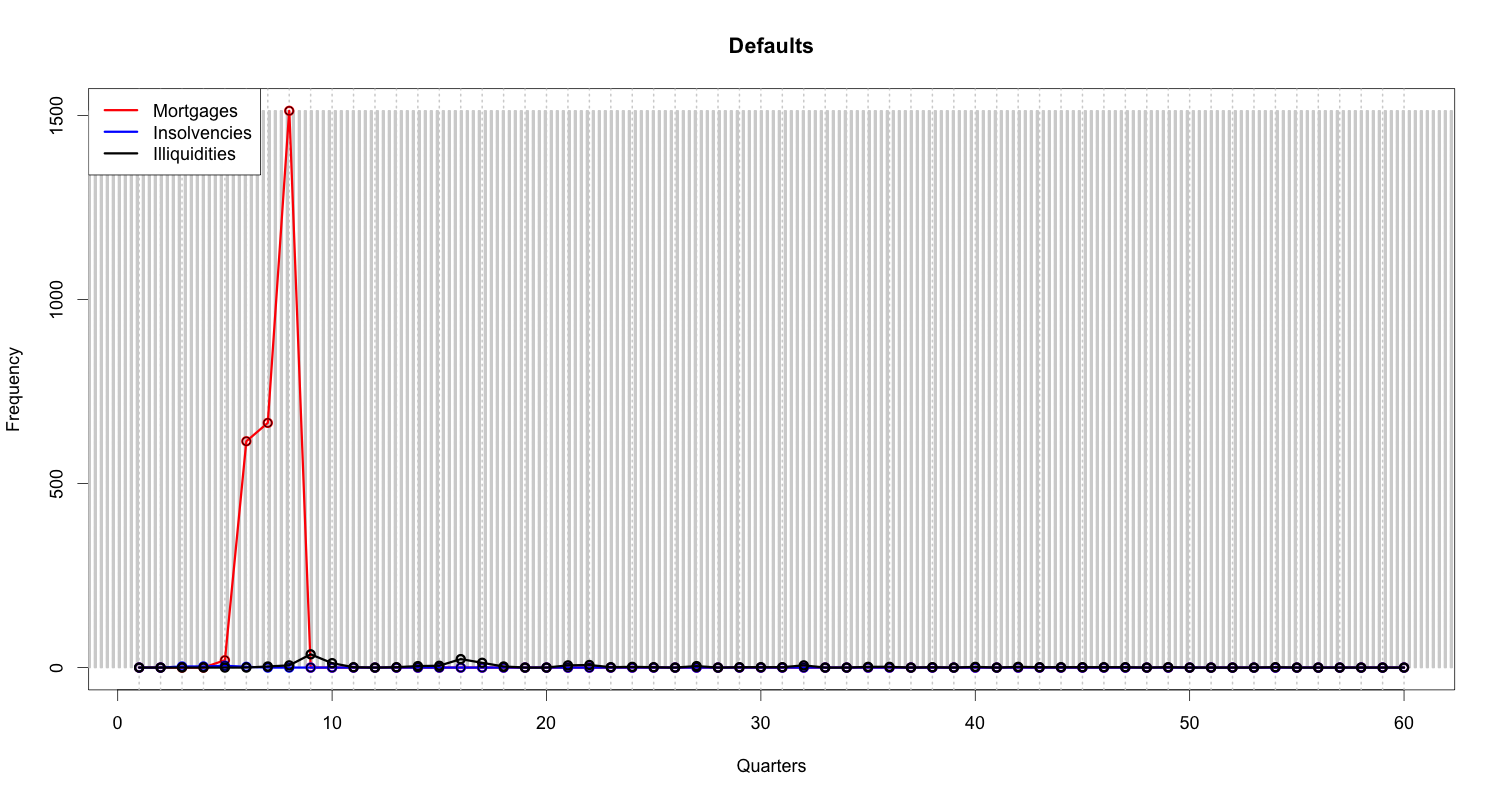 Defaults
Mortgages
Insolvencies
Illiquidities
1500
1000
500
0
Frequency
0 10 20 30 40 50 60
Quarters